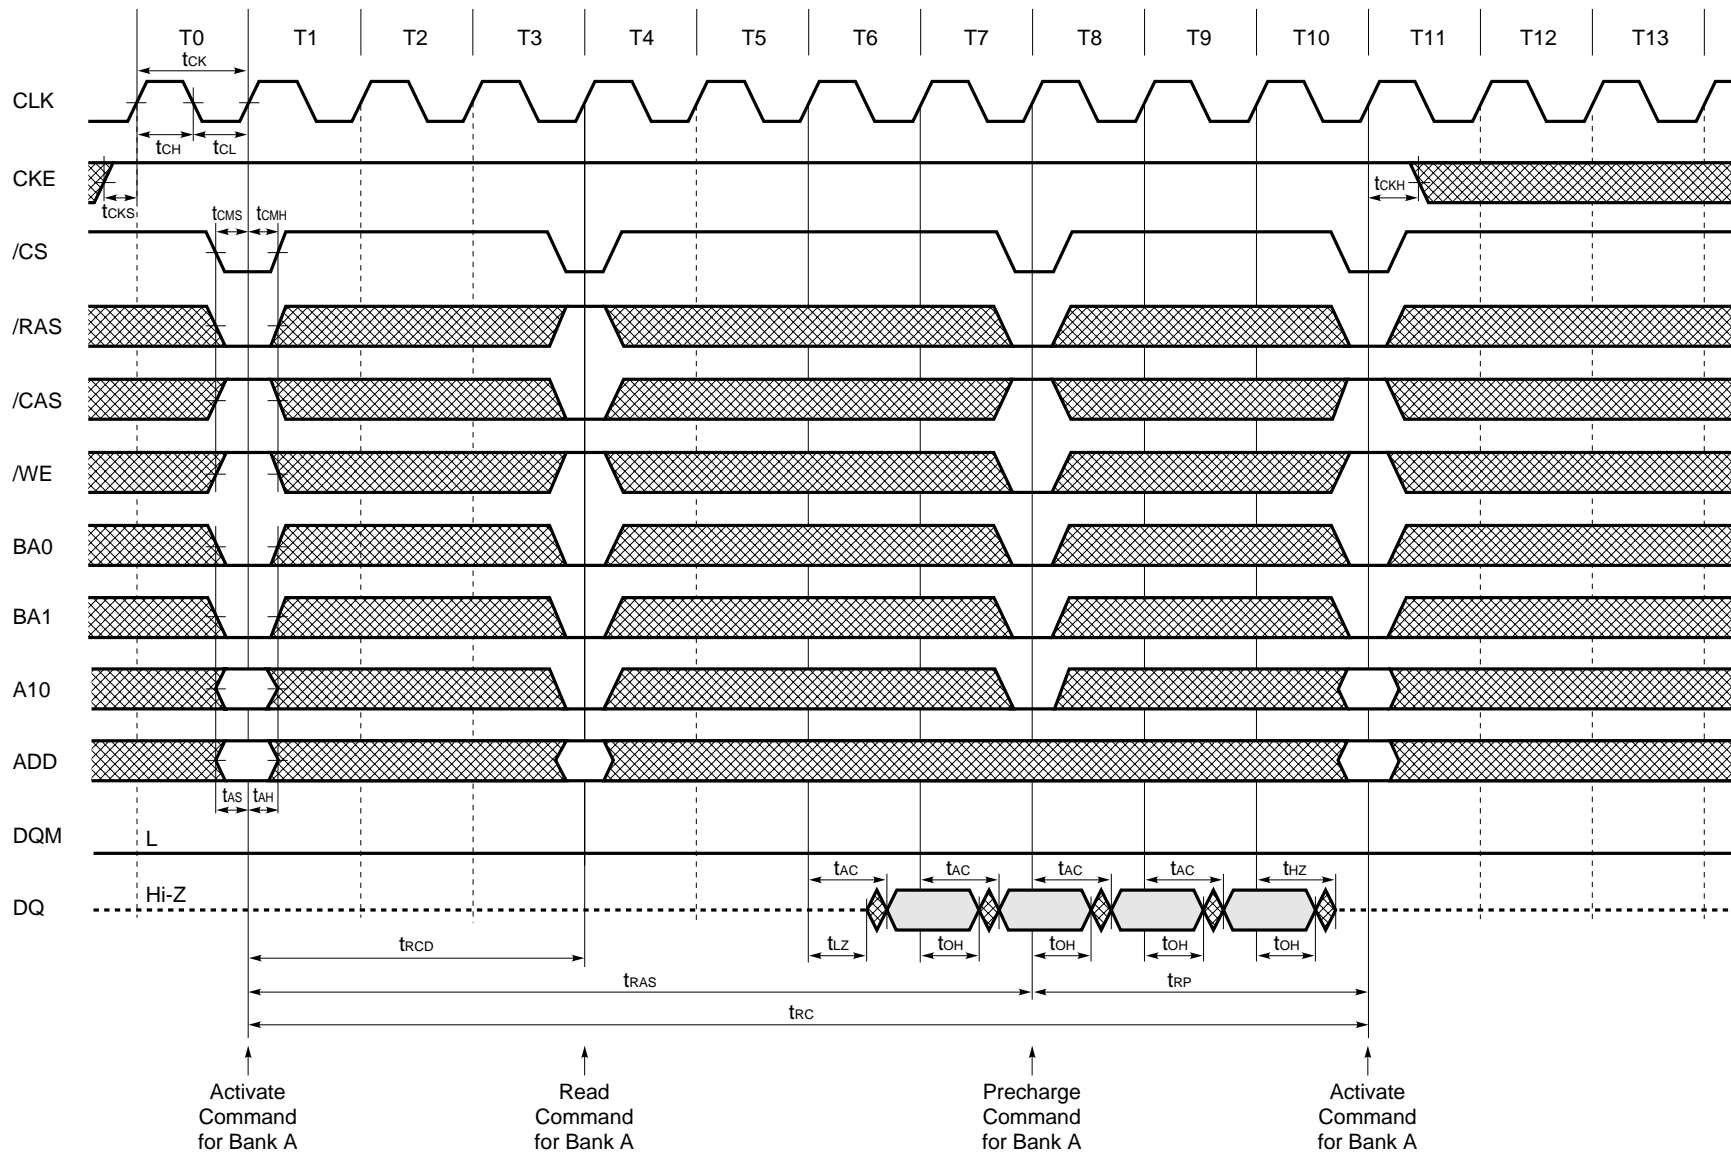 T0 T1 T2 T3 T4 T5 T6 T7 T8 T9 T10 T11 T12 T13
tCK
CLK
tCH tCL
CKE
tCKS
tCKH
tCMS tCMH
/CS
/RAS
/CAS
/WE
BA0
BA1
A10
ADD
tAS tAH
DQM
L
tAC tAC tAC tAC tHZ
Hi-Z
DQ
tLZ tOH tOH tOH tOH
tRCD
tRAS tRP
tRC
Activate
Command
for Bank A
Read
Command
for Bank A
Precharge
Command
for Bank A
Activate
Command
for Bank A